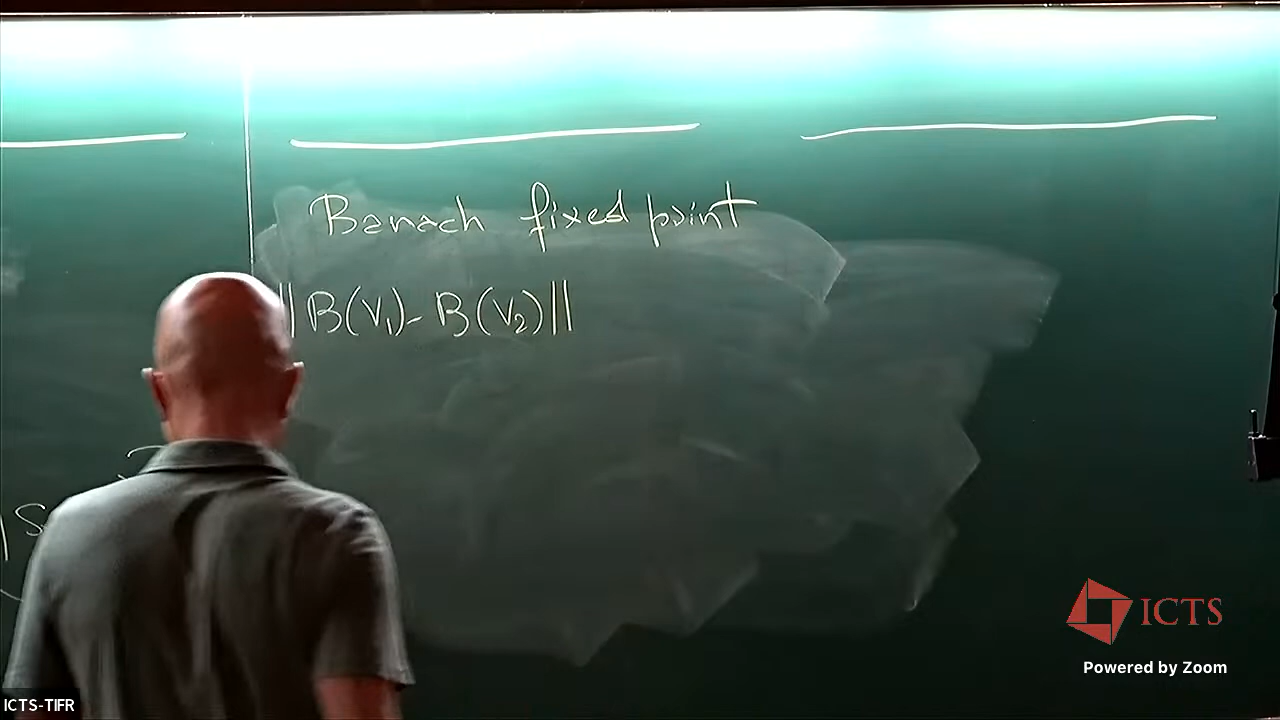 Banach fixed point
||B(V₁) - B(V₂)||
|S
ICTS
Powered by Zoom
ICTS-TIFR